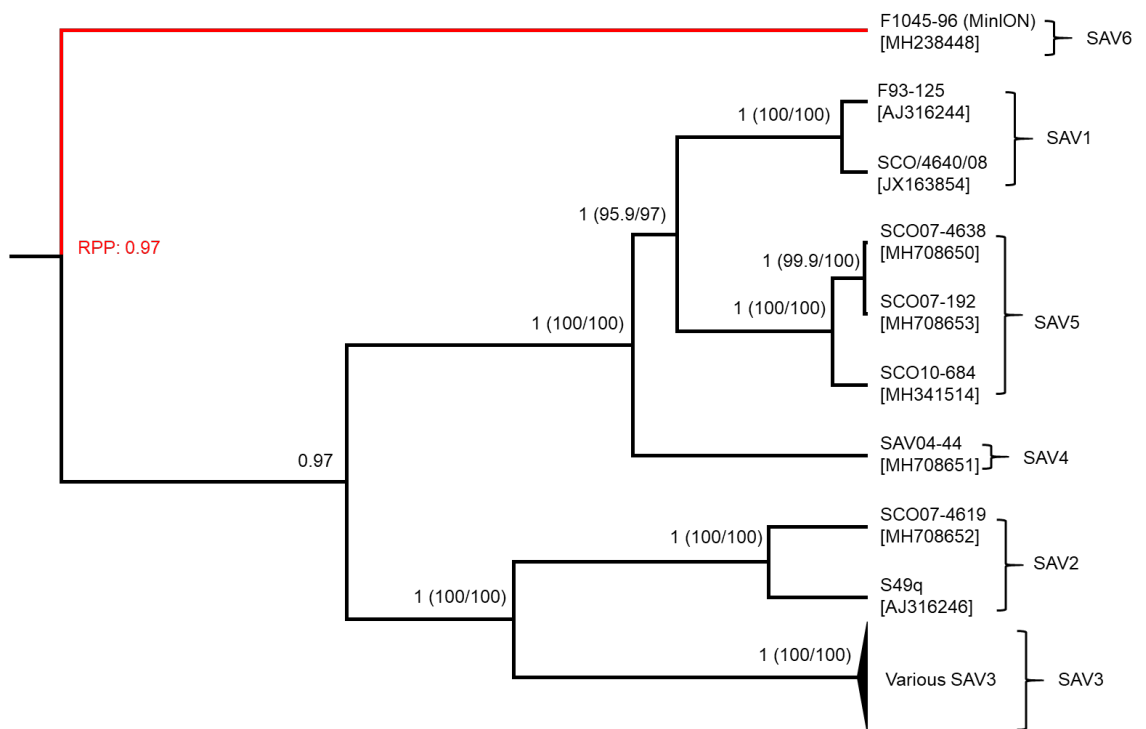 F1045-96 (MinION)
[MH238448]
SAV6
F93-125
[AJ316244]
1 (100/100)
SAV1
SCO/4640/08
[JX163854]
1 (95.9/97)
SCO07-4638
[MH708650]
RPP: 0.97
1 (99.9/100)
SCO07-192
[MH708653]
1 (100/100)
SAV5
1 (100/100)
SCO10-684
[MH341514]
SAV04-44
[MH708651]
SAV4
0.97
SCO07-4619
[MH708652]
1 (100/100)
SAV2
S49q
[AJ316246]
1 (100/100)
1 (100/100)
Various SAV3
SAV3